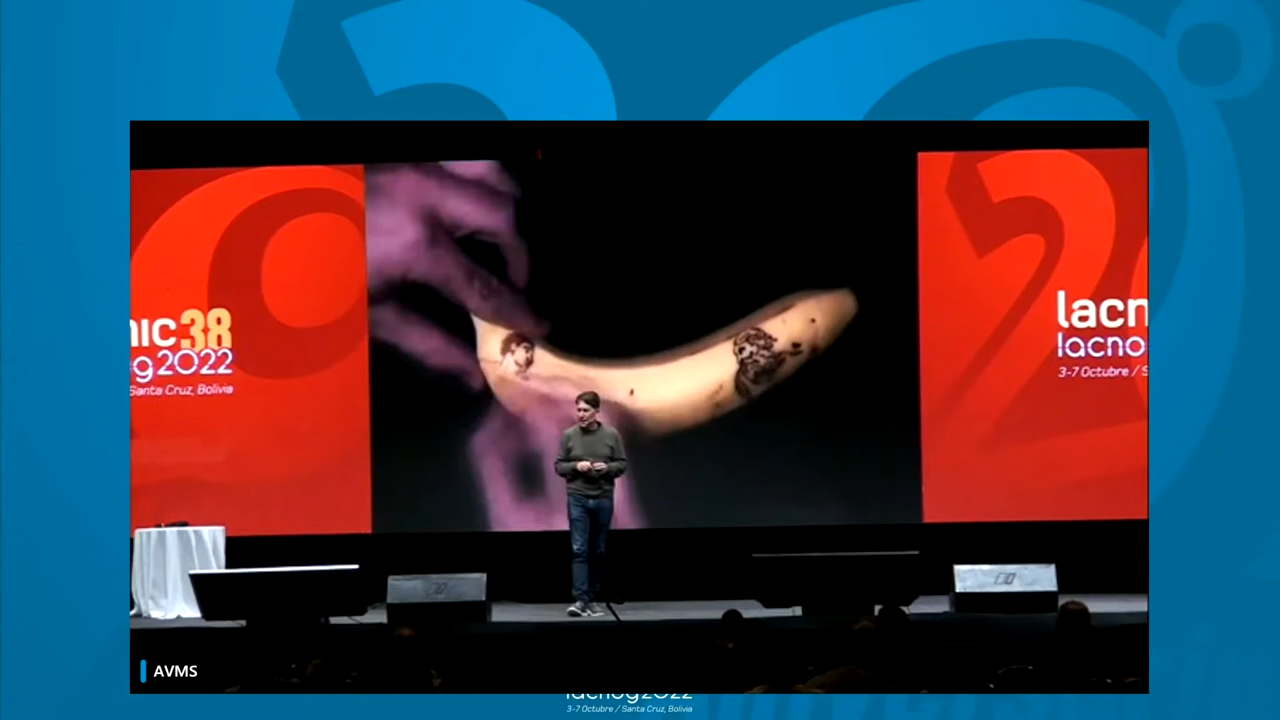 nic38
g2022
Santa Cruz, Bolivia
lacn
lacno
3-7 Octubre / S
AVMS
lacnog2022
3-7 Octubre / Santa Cruz, Bolivia